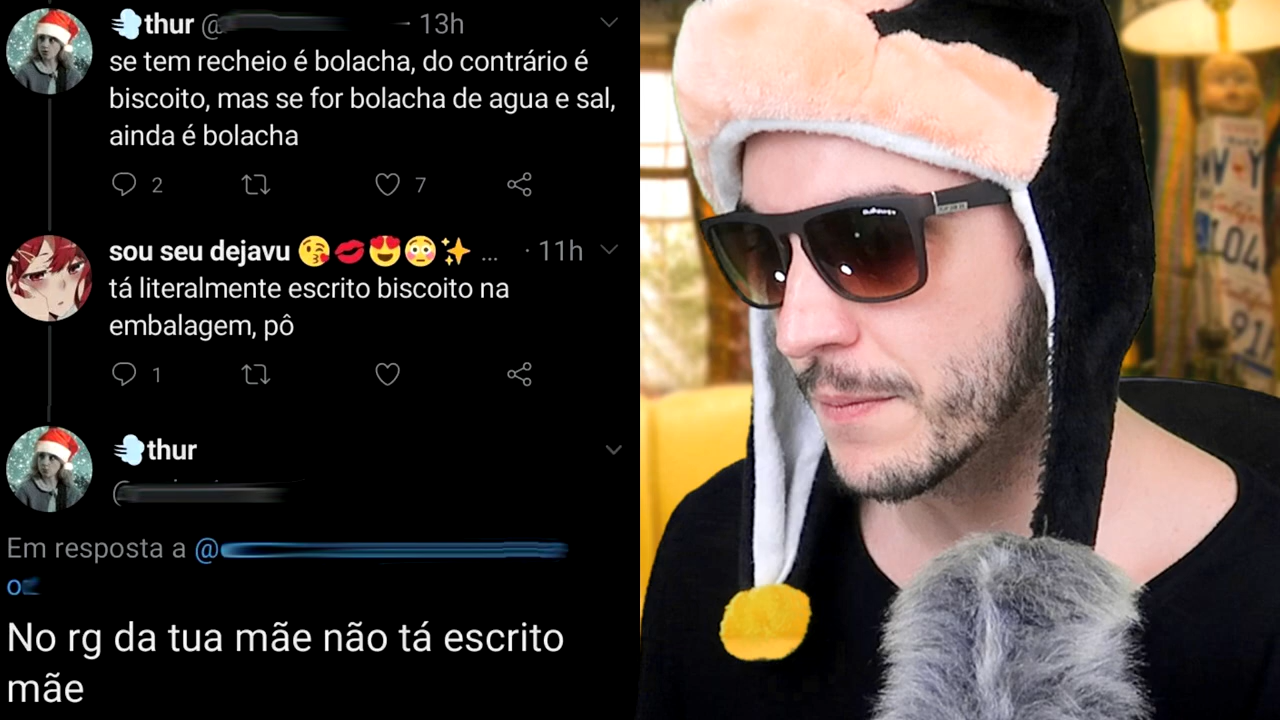 💨thur @ 13h
se tem recheio é bolacha, do contrário é
biscoito, mas se for bolacha de agua e sal,
ainda é bolacha
2 7
sou seu dejavu 😘💋😍😳✨ ... · 11h
tá literalmente escrito biscoito na
embalagem, pô
1
💨thur
Em resposta a @
No rg da tua mãe não tá escrito
mãe